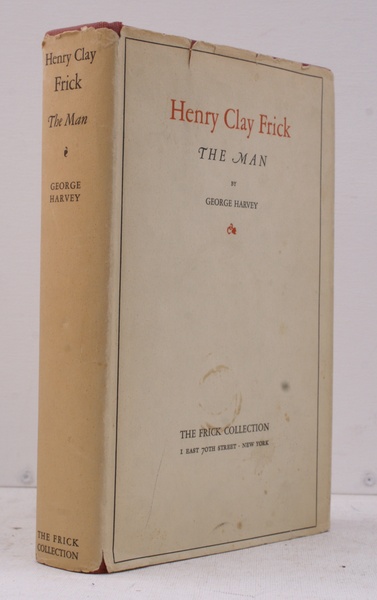 Henry Clay
Frick
The Man
GEORGE
HARVEY
THE FRICK
COLLECTION
Henry Clay Frick
THE MAN
BY
GEORGE HARVEY
THE FRICK COLLECTION
1 EAST 70TH STREET · NEW YORK